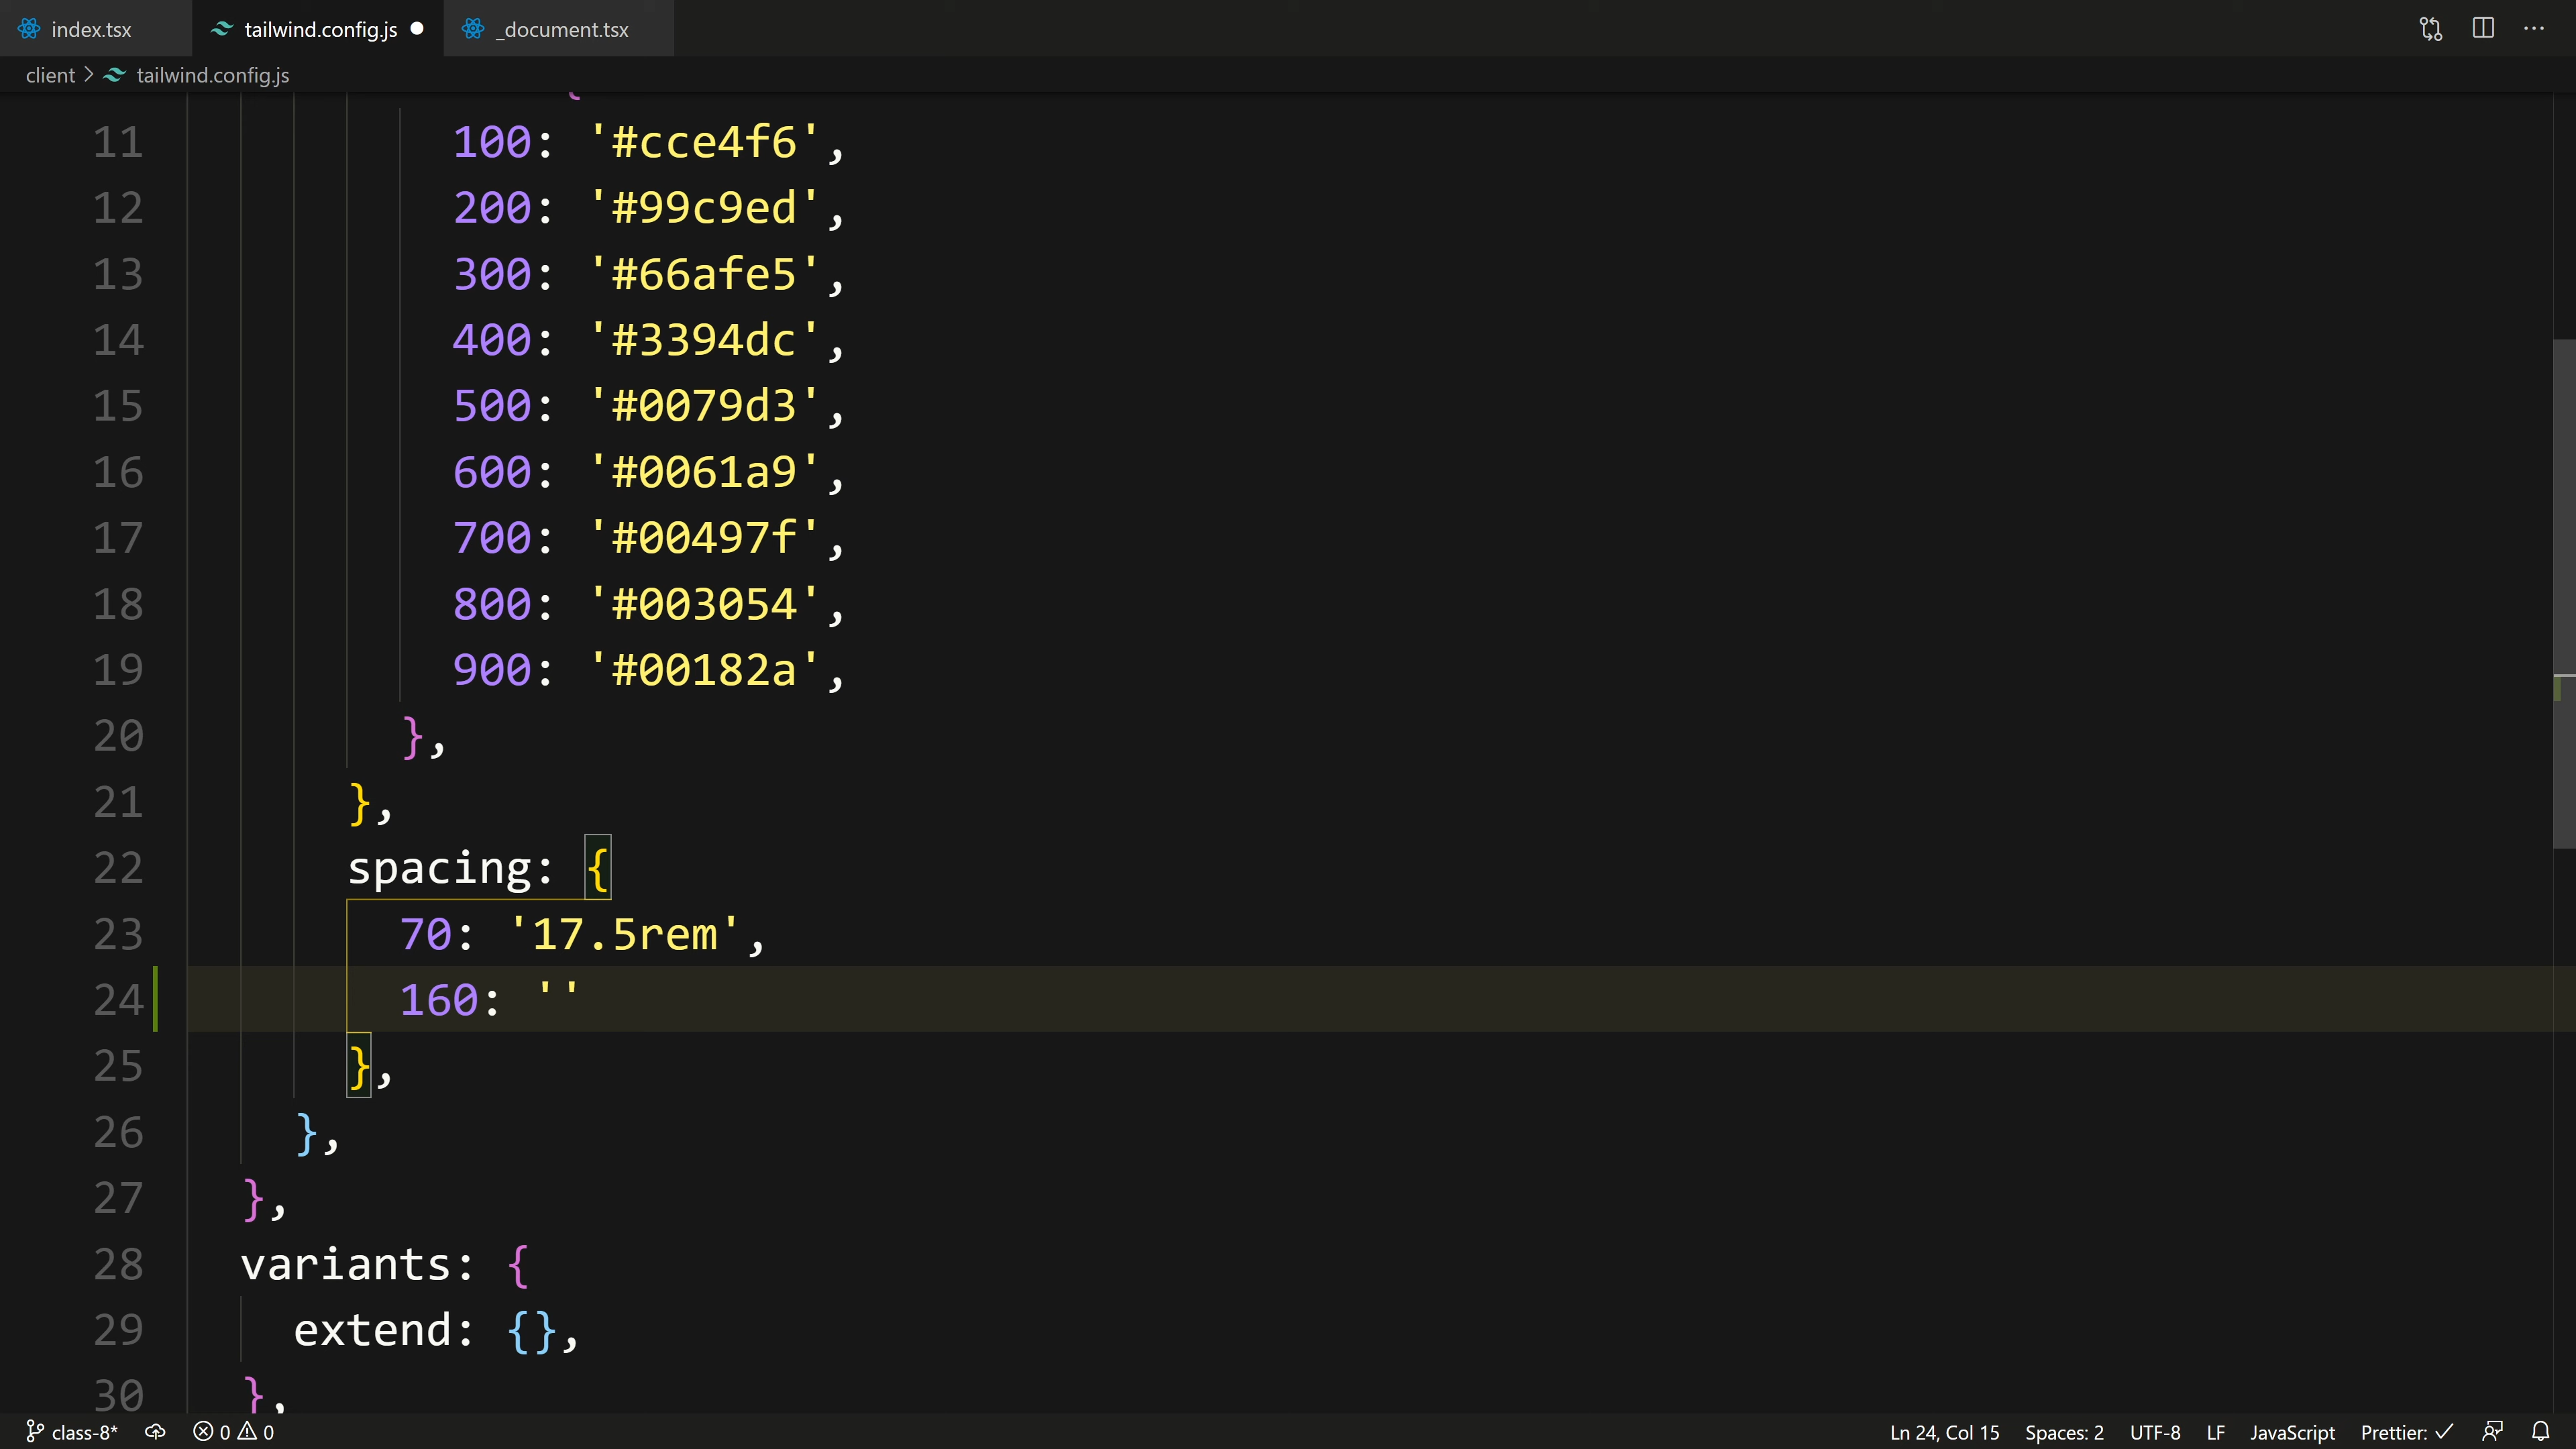 index.tsx tailwind.config.js _document.tsx
client tailwind.config.js
{
11 100: '#cce4f6',
12 200: '#99c9ed',
13 300: '#66afe5',
14 400: '#3394dc',
15 500: '#0079d3',
16 600: '#0061a9',
17 700: '#00497f',
18 800: '#003054',
19 900: '#00182a',
20 },
21 },
22 spacing: {
23 70: '17.5rem',
24 160: ''
25 },
26 },
27 },
28 variants: {
29 extend: {},
30 },
class-8* 0 0 Ln 24, Col 15 Spaces: 2 UTF-8 LF JavaScript Prettier: ✓